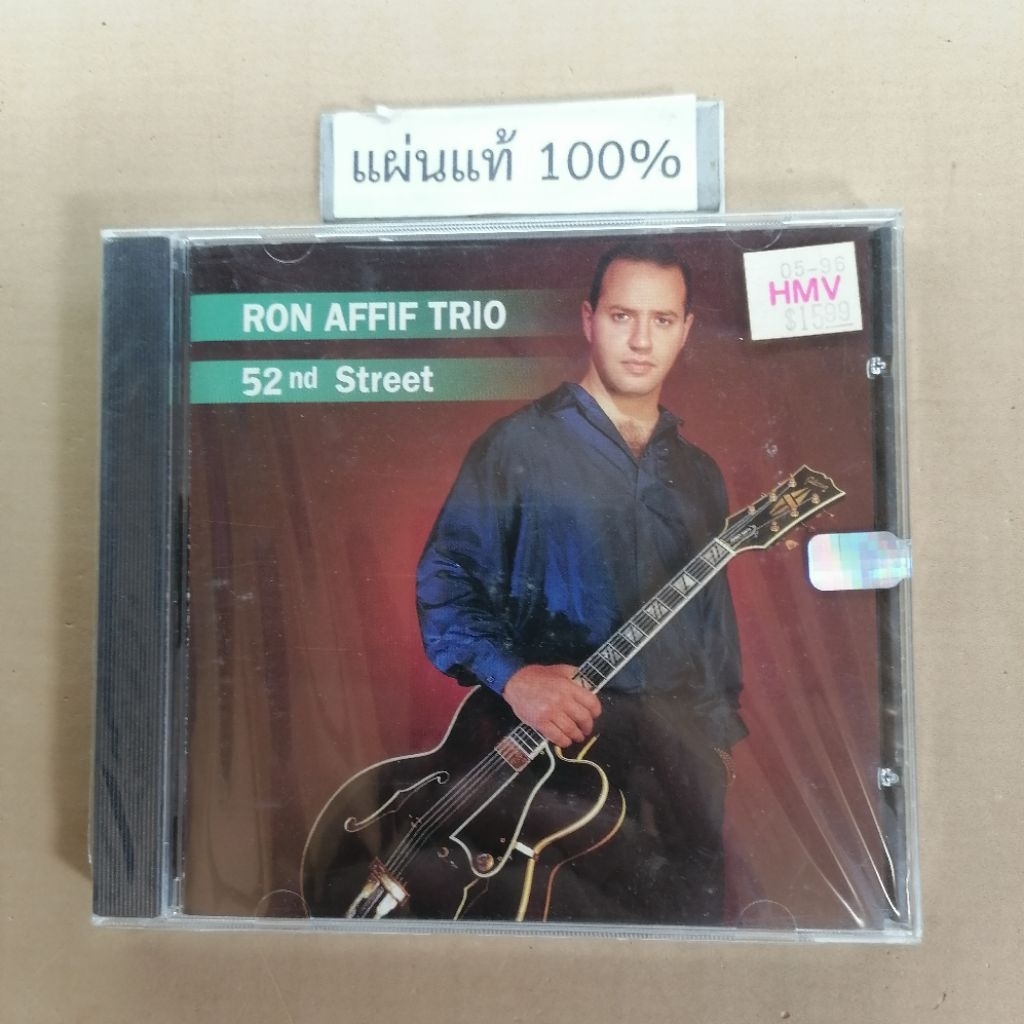 แผ่นแท้ 100%
RON AFFIF TRIO
52nd Street
05-96
HMV
$15.99